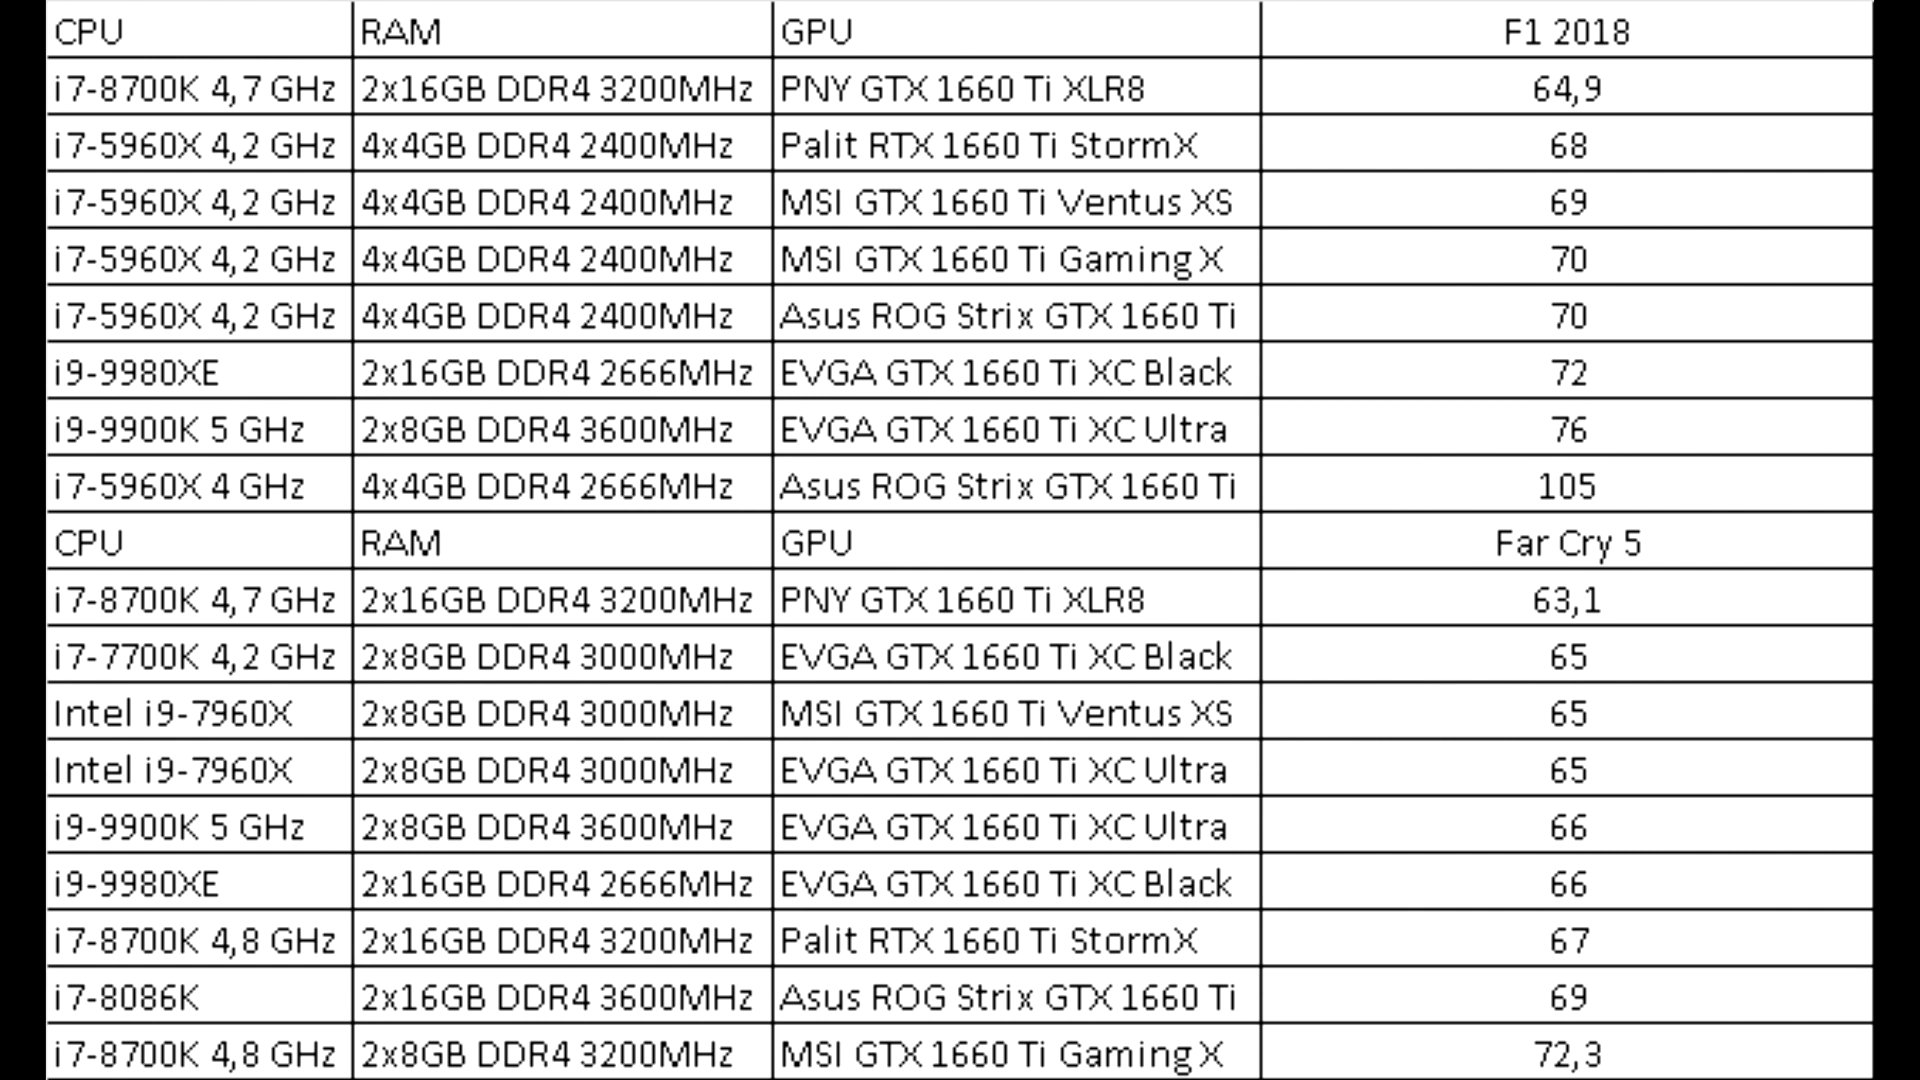 CPU RAM GPU F1 2018
i7-8700K 4,7 GHz 2x16GB DDR4 3200MHz PNY GTX 1660 Ti XLR8 64,9
i7-5960X 4,2 GHz 4x4GB DDR4 2400MHz Palit RTX 1660 Ti StormX 68
i7-5960X 4,2 GHz 4x4GB DDR4 2400MHz MSI GTX 1660 Ti Ventus XS 69
i7-5960X 4,2 GHz 4x4GB DDR4 2400MHz MSI GTX 1660 Ti Gaming X 70
i7-5960X 4,2 GHz 4x4GB DDR4 2400MHz Asus ROG Strix GTX 1660 Ti 70
i9-9980XE 2x16GB DDR4 2666MHz EVGA GTX 1660 Ti XC Black 72
i9-9900K 5 GHz 2x8GB DDR4 3600MHz EVGA GTX 1660 Ti XC Ultra 76
i7-5960X 4 GHz 4x4GB DDR4 2666MHz Asus ROG Strix GTX 1660 Ti 105
CPU RAM GPU Far Cry 5
i7-8700K 4,7 GHz 2x16GB DDR4 3200MHz PNY GTX 1660 Ti XLR8 63,1
i7-7700K 4,2 GHz 2x8GB DDR4 3000MHz EVGA GTX 1660 Ti XC Black 65
Intel i9-7960X 2x8GB DDR4 3000MHz MSI GTX 1660 Ti Ventus XS 65
Intel i9-7960X 2x8GB DDR4 3000MHz EVGA GTX 1660 Ti XC Ultra 65
i9-9900K 5 GHz 2x8GB DDR4 3600MHz EVGA GTX 1660 Ti XC Ultra 66
i9-9980XE 2x16GB DDR4 2666MHz EVGA GTX 1660 Ti XC Black 66
i7-8700K 4,8 GHz 2x16GB DDR4 3200MHz Palit RTX 1660 Ti StormX 67
i7-8086K 2x16GB DDR4 3600MHz Asus ROG Strix GTX 1660 Ti 69
i7-8700K 4,8 GHz 2x8GB DDR4 3200MHz MSI GTX 1660 Ti Gaming X 72,3